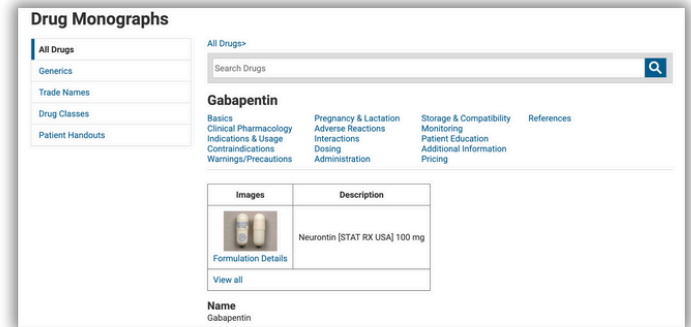 Drug Monographs
All Drugs
Generics
Trade Names
Drug Classes
Patient Handouts
All Drugs>
Search Drugs
Gabapentin
Basics
Clinical Pharmacology
Indications & Usage
Contraindications
Warnings/Precautions
Pregnancy & Lactation
Adverse Reactions
Interactions
Dosing
Administration
Storage & Compatibility
Monitoring
Patient Education
Additional Information
Pricing
References
Images Description
Neurontin [STAT RX USA] 100 mg
Formulation Details
View all
Name
Gabapentin